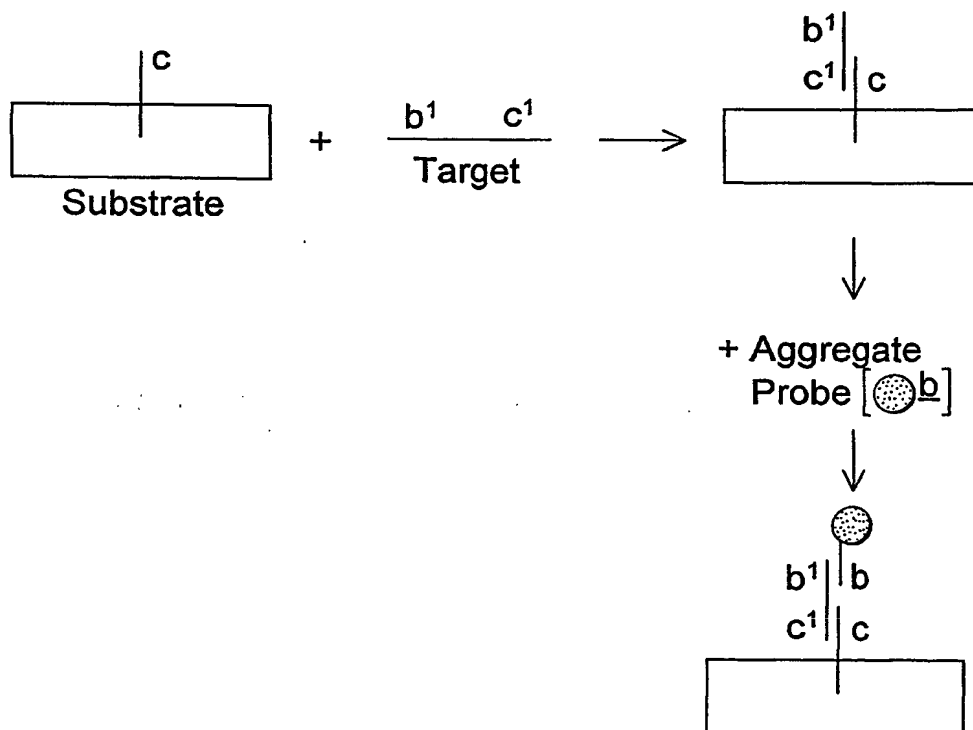 c
+
b¹ c¹
Target
Substrate
b¹
c¹ c
+ Aggregate
Probe [ b ]
b¹ b
c¹ c